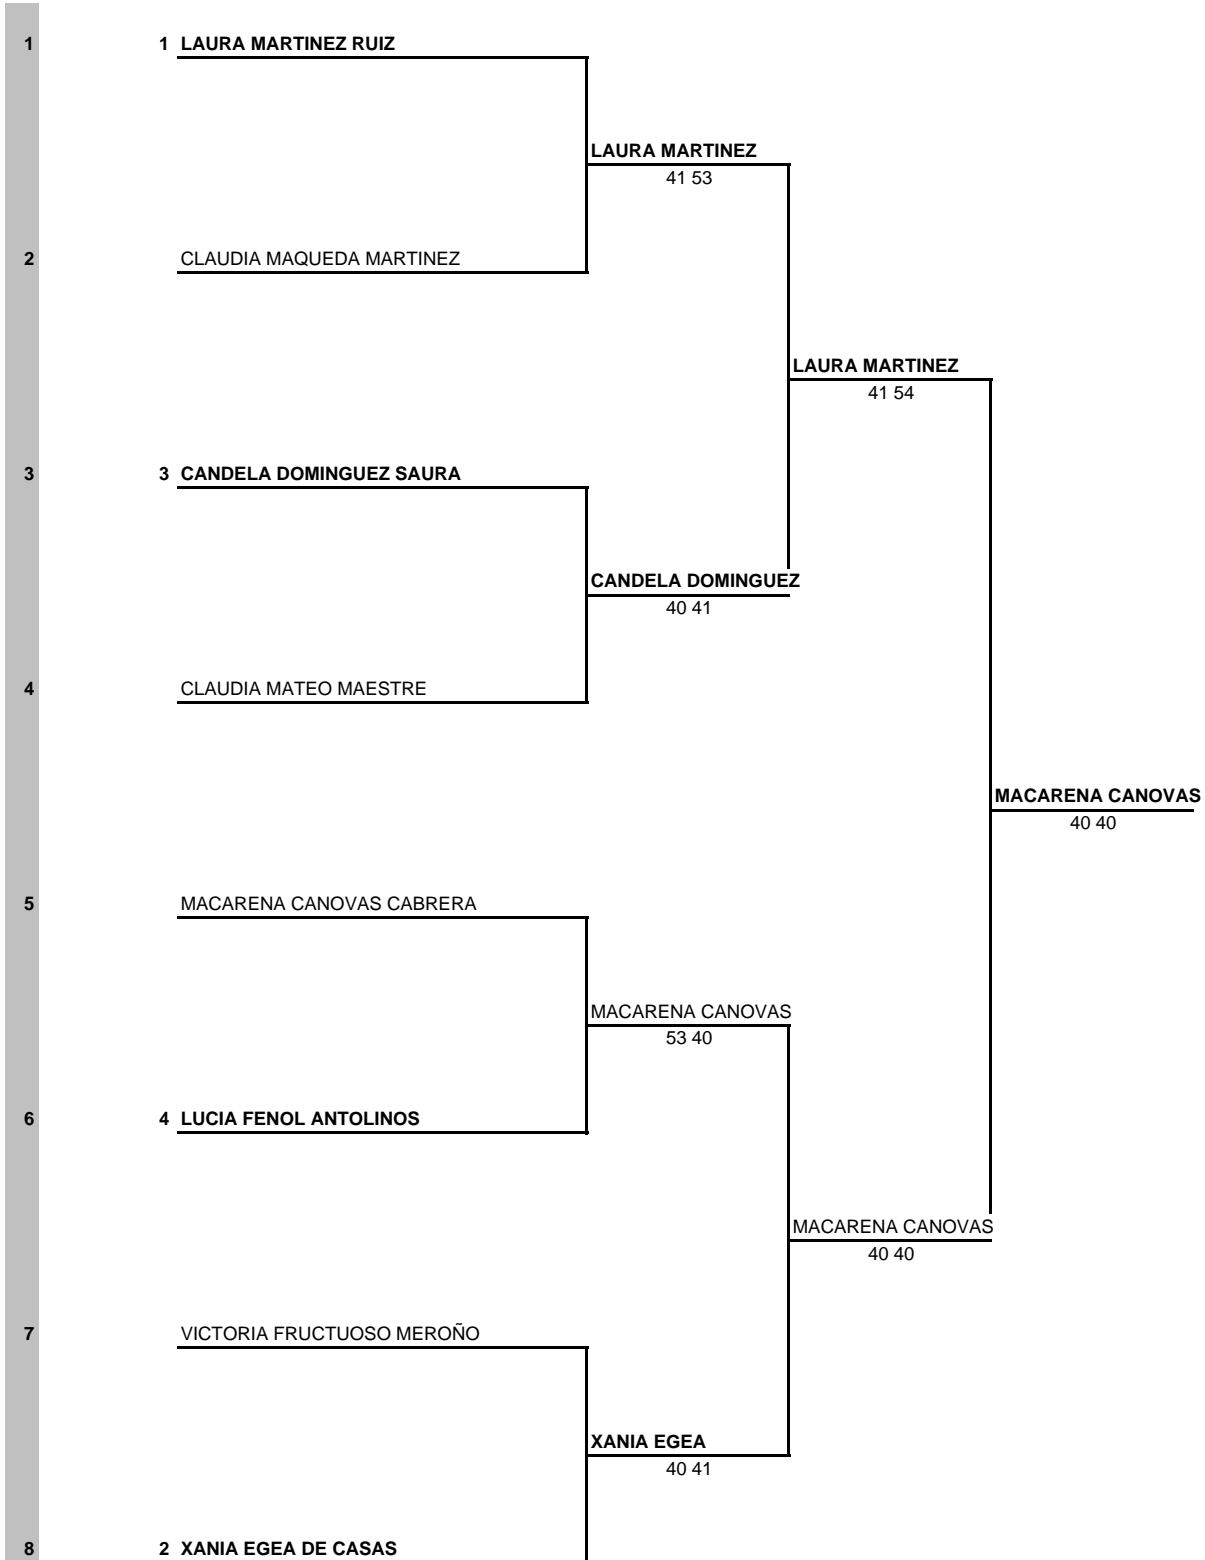 1 1 LAURA MARTINEZ RUIZ
LAURA MARTINEZ
41 53
2 CLAUDIA MAQUEDA MARTINEZ
LAURA MARTINEZ
41 54
3 3 CANDELA DOMINGUEZ SAURA
CANDELA DOMINGUEZ
40 41
4 CLAUDIA MATEO MAESTRE
MACARENA CANOVAS
40 40
5 MACARENA CANOVAS CABRERA
MACARENA CANOVAS
53 40
6 4 LUCIA FENOL ANTOLINOS
MACARENA CANOVAS
40 40
7 VICTORIA FRUCTUOSO MEROÑO
XANIA EGEA
40 41
8 2 XANIA EGEA DE CASAS